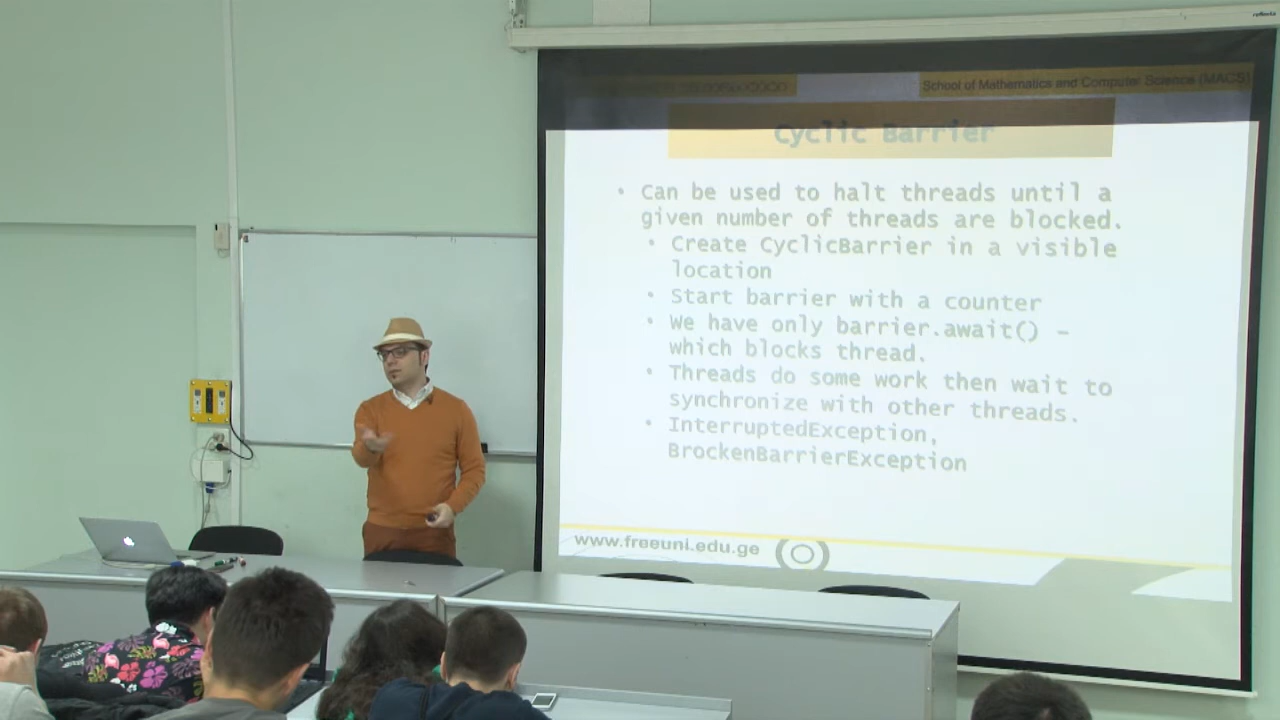 School of Mathematics and Computer Science (MACS)
Cyclic Barrier
• Can be used to halt threads until a
given number of threads are blocked.
• Create CyclicBarrier in a visible
location
• Start barrier with a counter
• We have only barrier.await() –
which blocks thread.
• Threads do some work then wait to
synchronize with other threads.
• InterruptedException,
BrockenBarrierException
www.freeuni.edu.ge